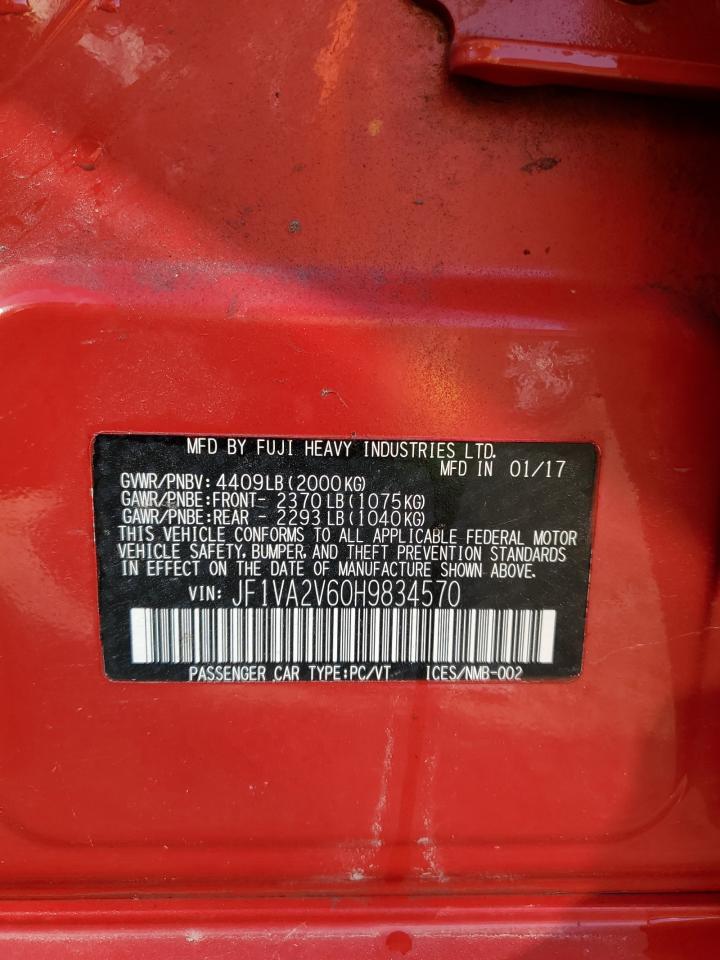 MFD BY FUJI HEAVY INDUSTRIES LTD.
MFD IN 01/17
GVWR/PNBV: 4409LB(2000KG)
GAWR/PNBE:FRONT- 2370LB(1075KG)
GAWR/PNBE:REAR - 2293LB(1040KG)
THIS VEHICLE CONFORMS TO ALL APPLICABLE FEDERAL MOTOR
VEHICLE SAFETY, BUMPER, AND THEFT PREVENTION STANDARDS
IN EFFECT ON THE DATE OF MANUFACTURE SHOWN ABOVE.
VIN: JF1VA2V60H9834570
PASSENGER CAR TYPE:PC/VT ICES/NMB-002